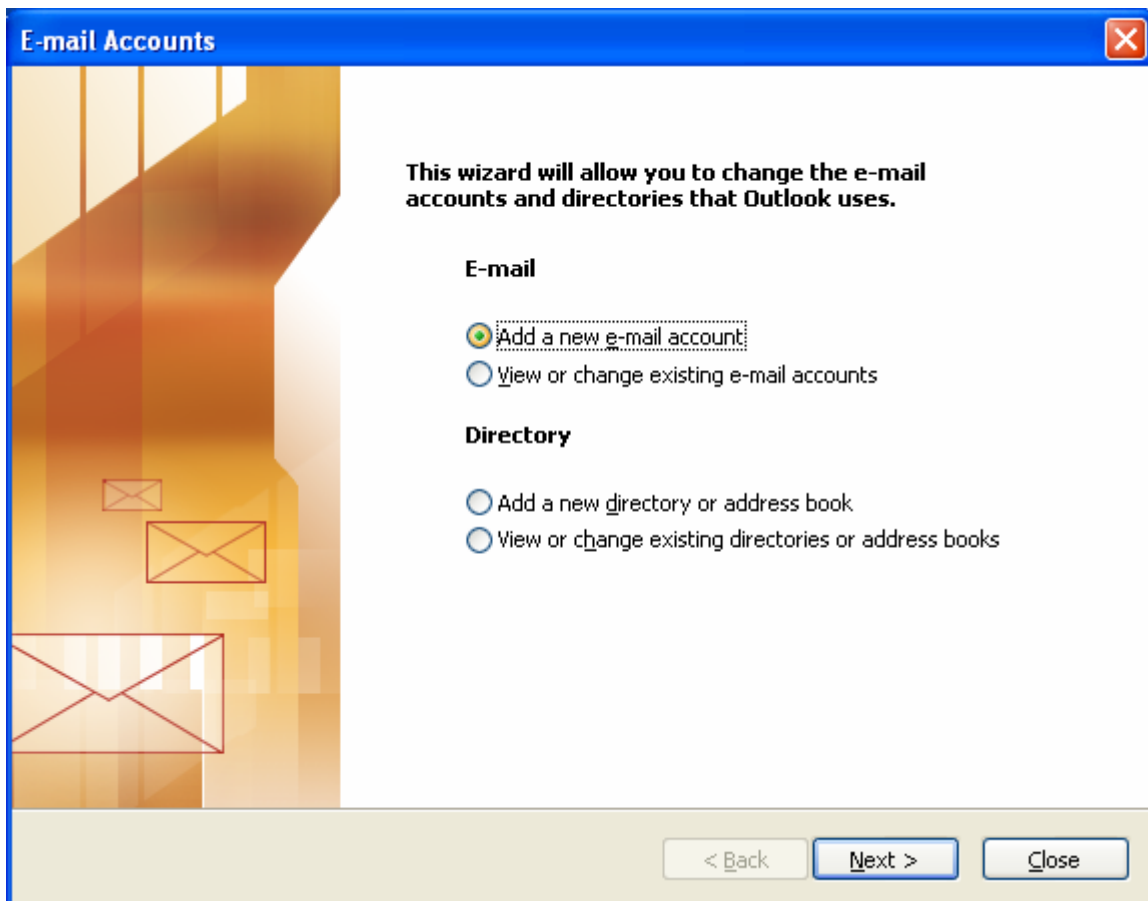 E-mail Accounts
This wizard will allow you to change the e-mail
accounts and directories that Outlook uses.
E-mail
Add a new e-mail account
View or change existing e-mail accounts
Directory
Add a new directory or address book
View or change existing directories or address books
< Back Next > Close